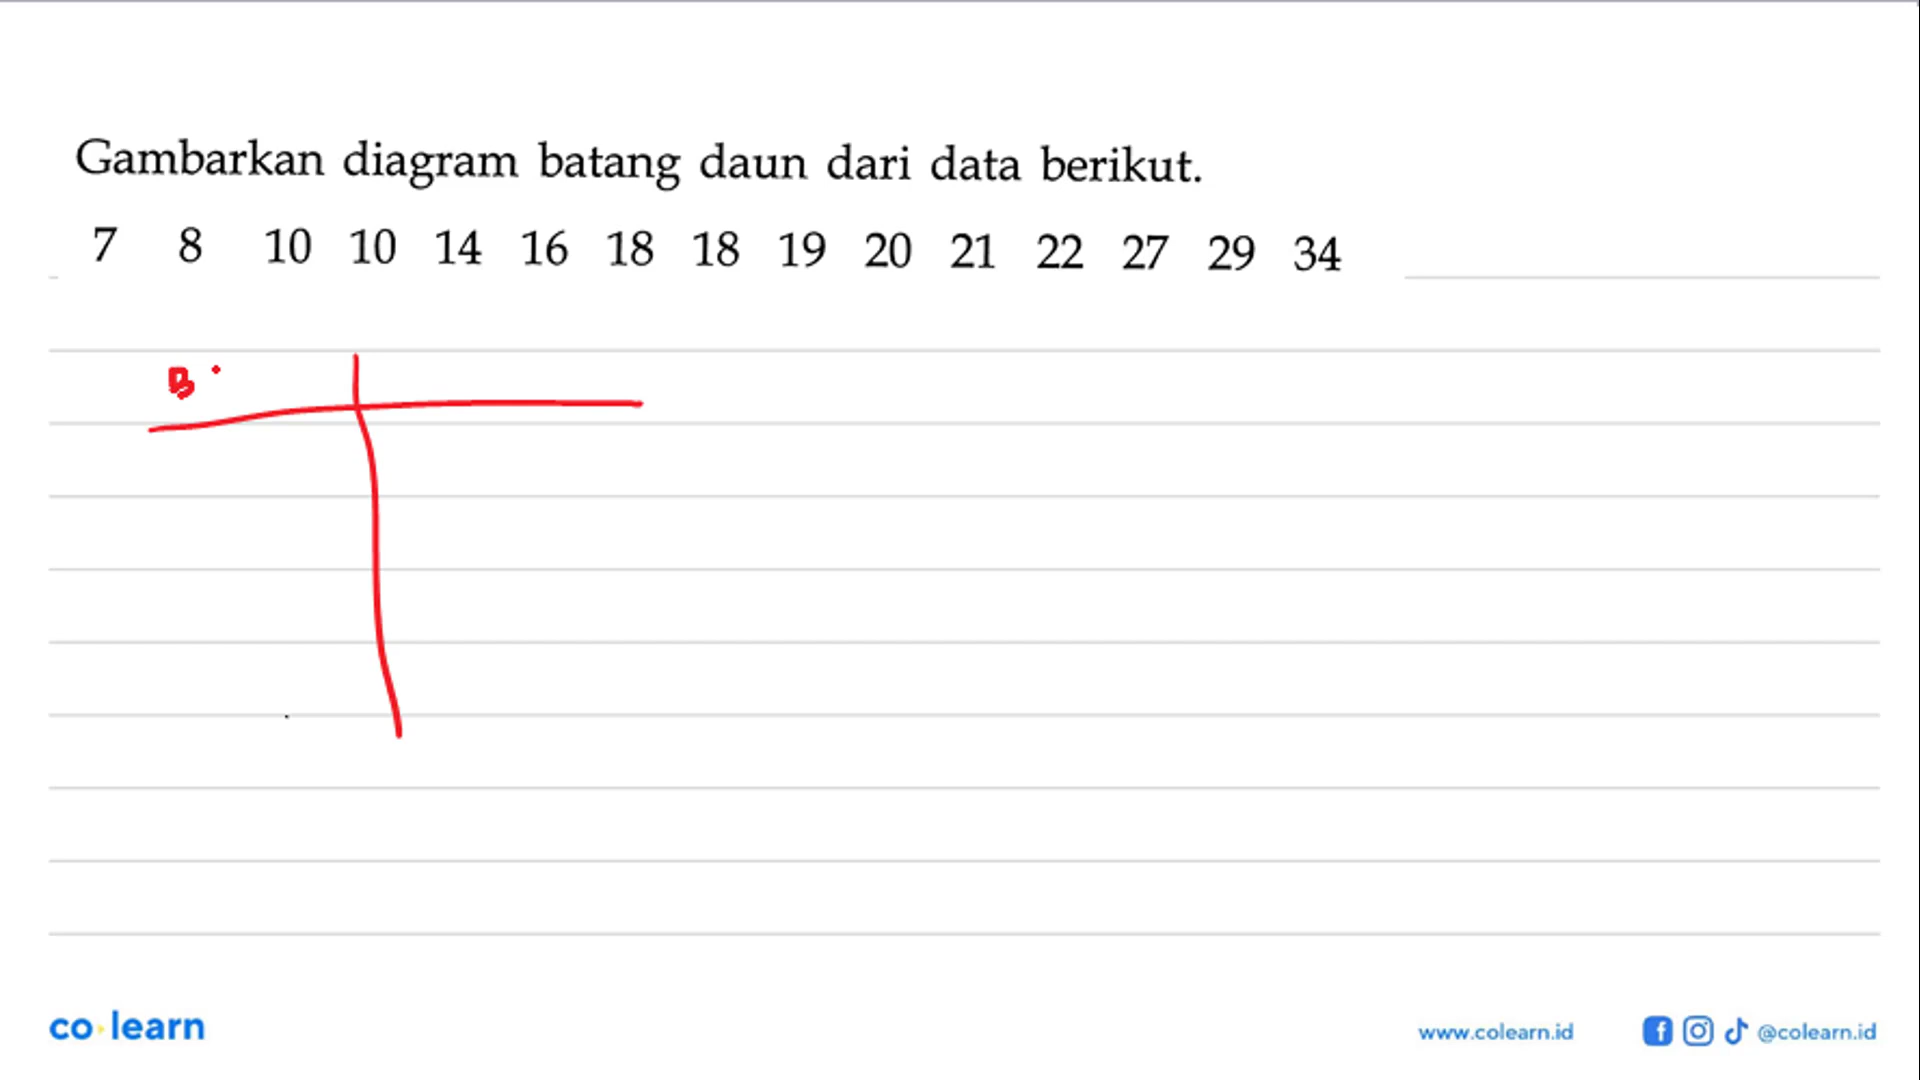 Gambarkan diagram batang daun dari data berikut.
7 8 10 10 14 16 18 18 19 20 21 22 27 29 34
B
co learn
www.colearn.id @colearn.id